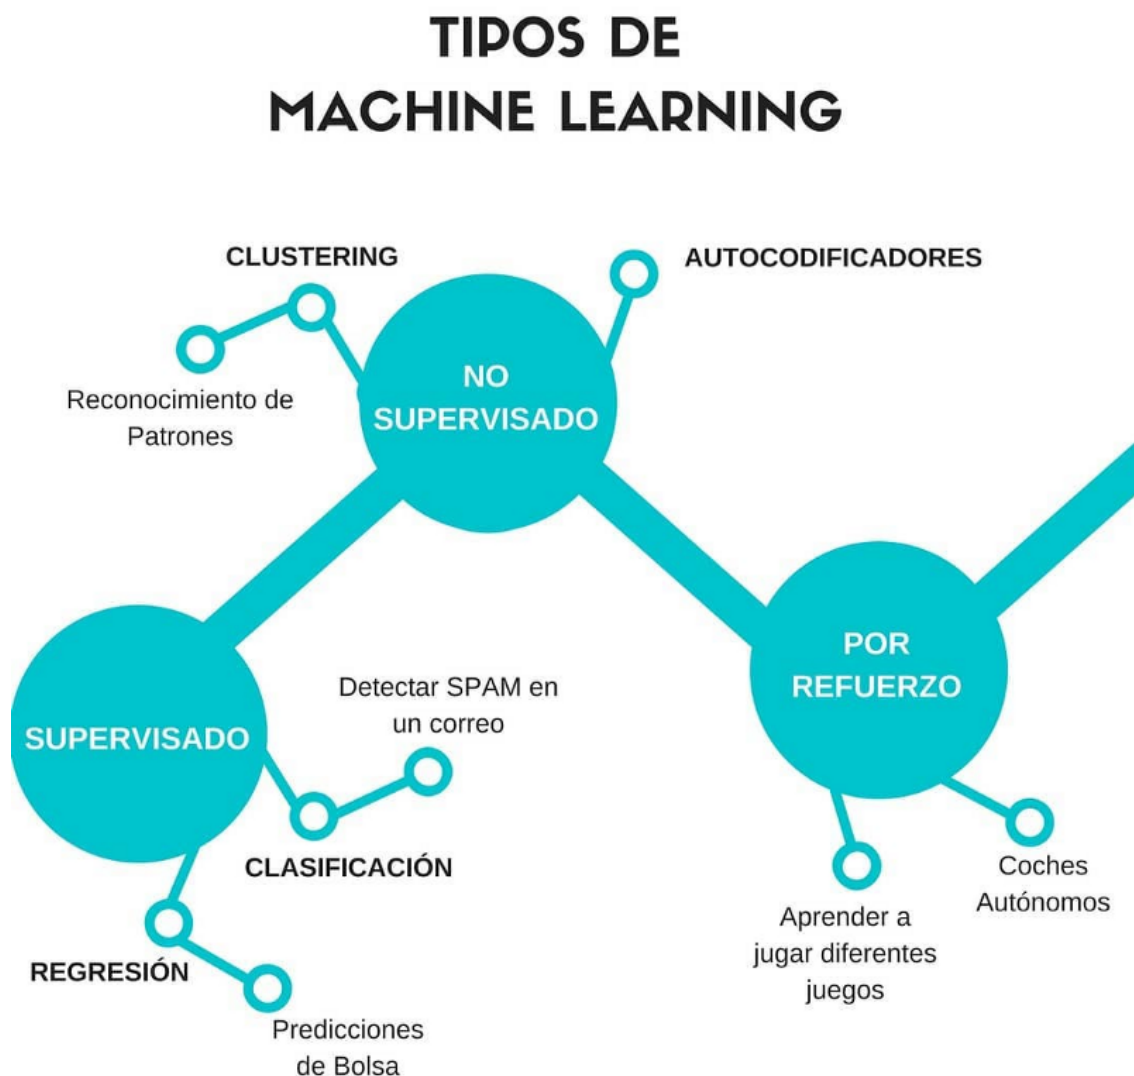 TIPOS DE
MACHINE LEARNING
CLUSTERING
AUTOCODIFICADORES
Reconocimiento de
Patrones
NO
SUPERVISADO
POR
REFUERZO
SUPERVISADO
Detectar SPAM en
un correo
CLASIFICACIÓN
REGRESIÓN
Predicciones
de Bolsa
Aprender a
jugar diferentes
juegos
Coches
Autónomos